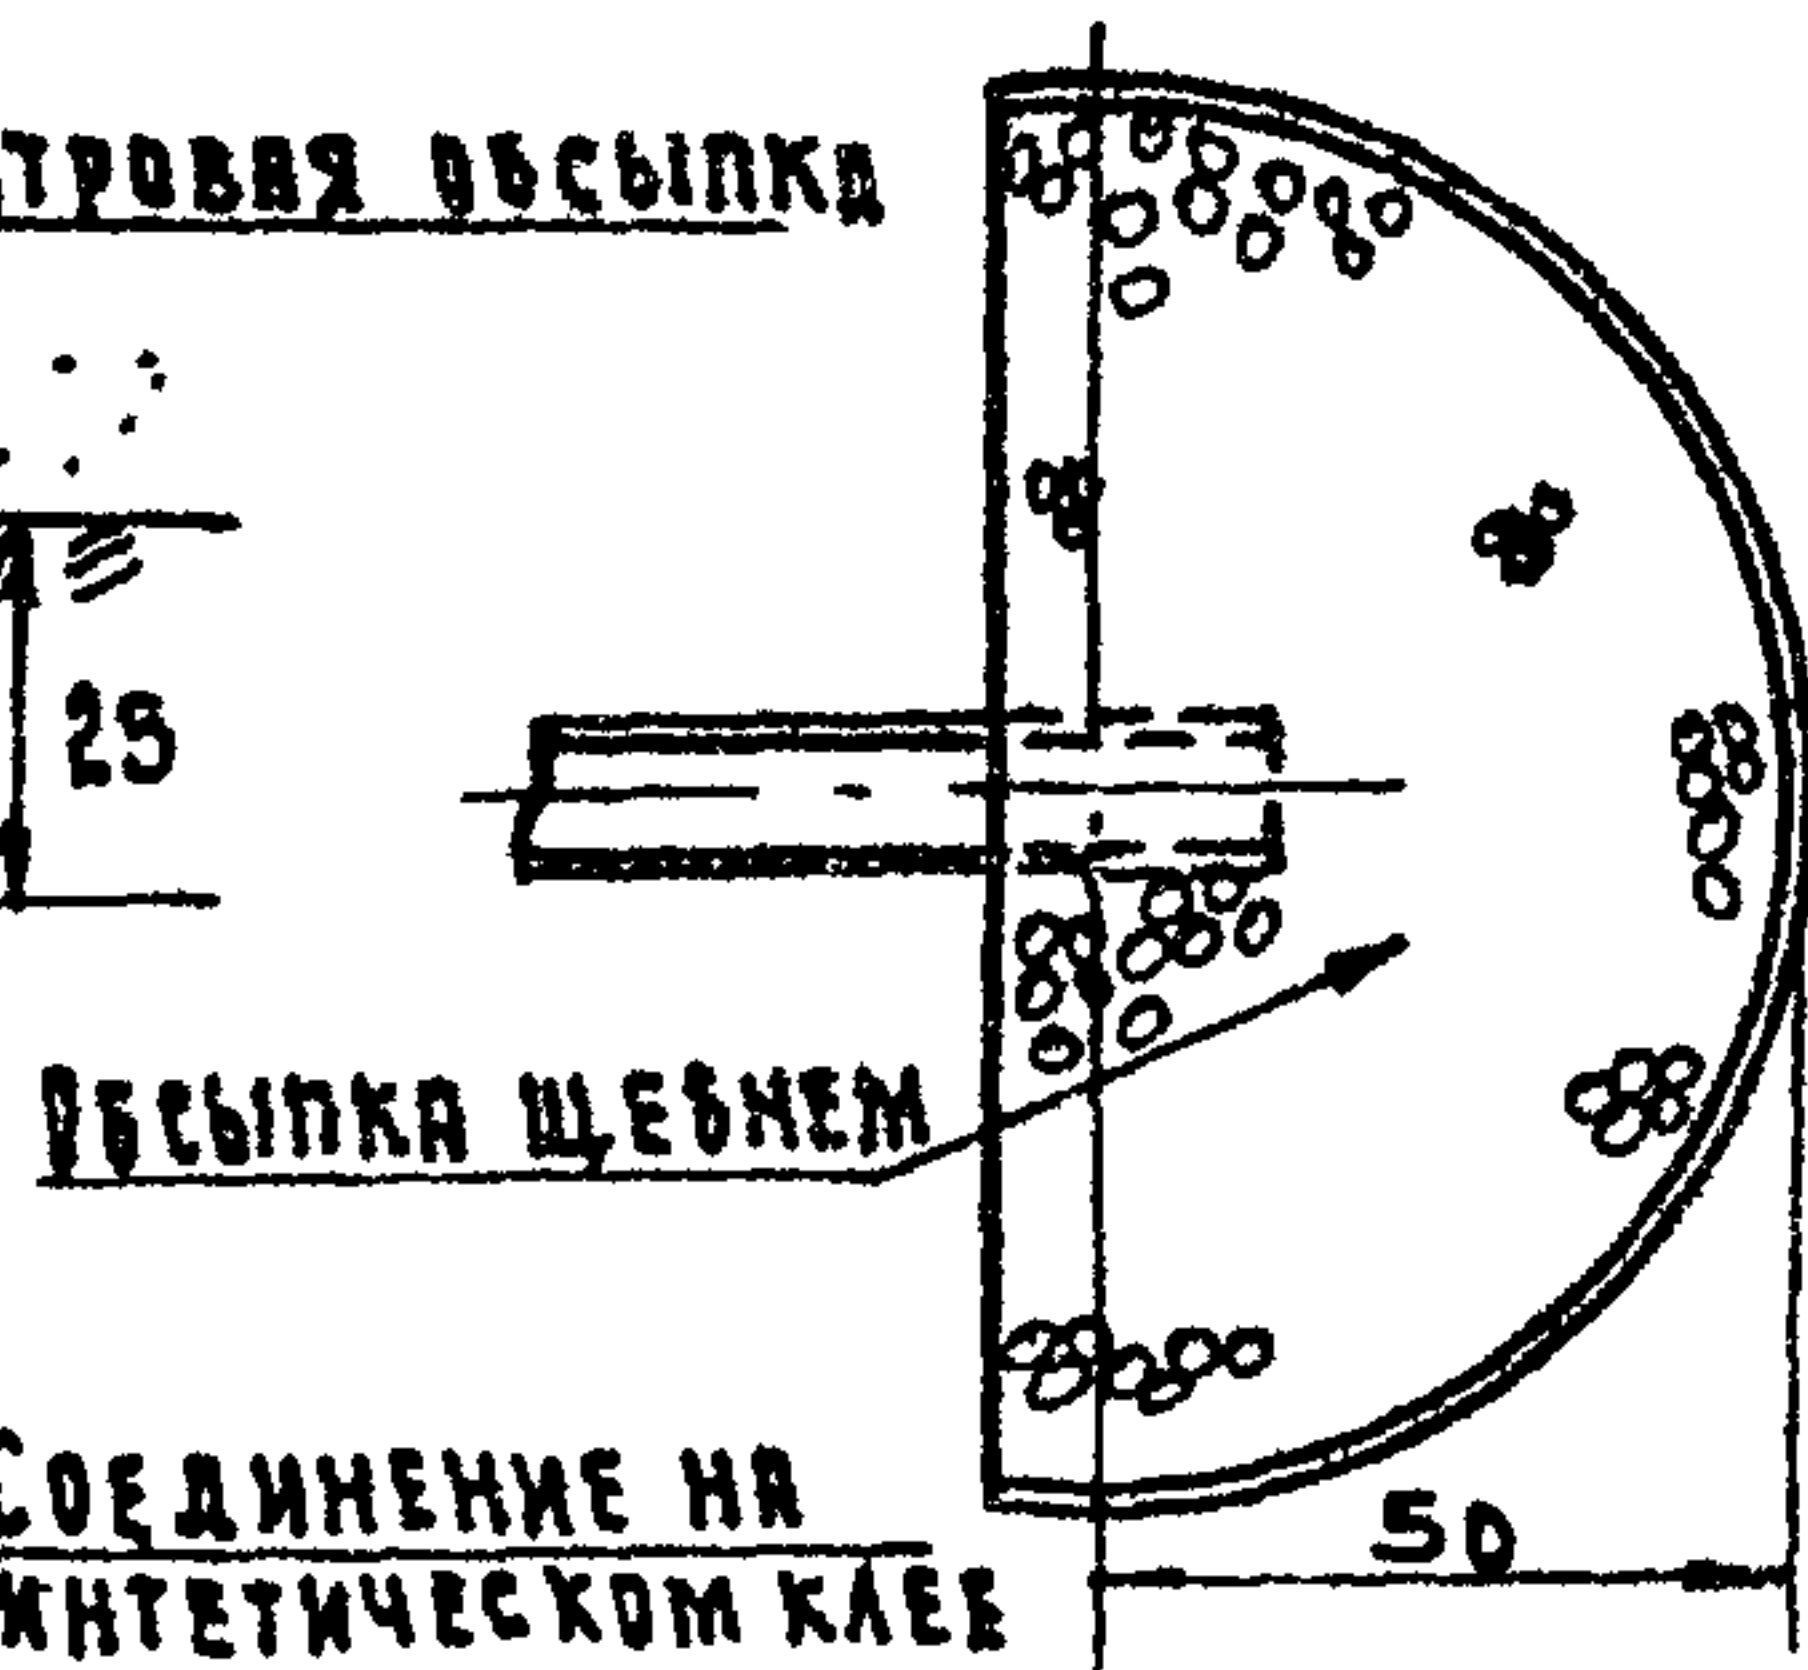 ТРОВАЯ ОБСЫПКА
25
ОБСЫПКА ЩЕБНЕМ
СОЕДИНЕНИЕ НА
ИНТЕТИЧЕСКОМ КЛЕЕ
50